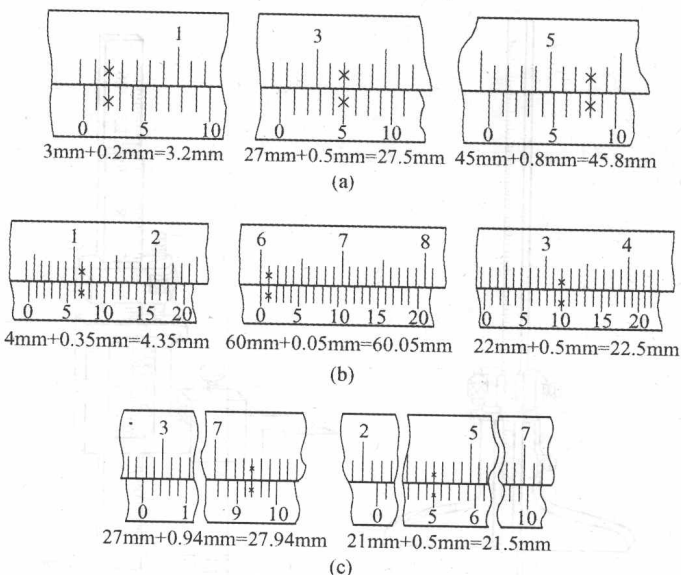 1 3 5
0 5 10 0 5 10 0 5 10
3mm+0.2mm=3.2mm 27mm+0.5mm=27.5mm 45mm+0.8mm=45.8mm
(a)
1 2 6 7 8 3 4
0 5 10 15 20 0 5 10 15 20 0 5 10 15 20
4mm+0.35mm=4.35mm 60mm+0.05mm=60.05mm 22mm+0.5mm=22.5mm
(b)
3 7 2 5 7
0 1 9 10 0 5 6 10
27mm+0.94mm=27.94mm 21mm+0.5mm=21.5mm
(c)